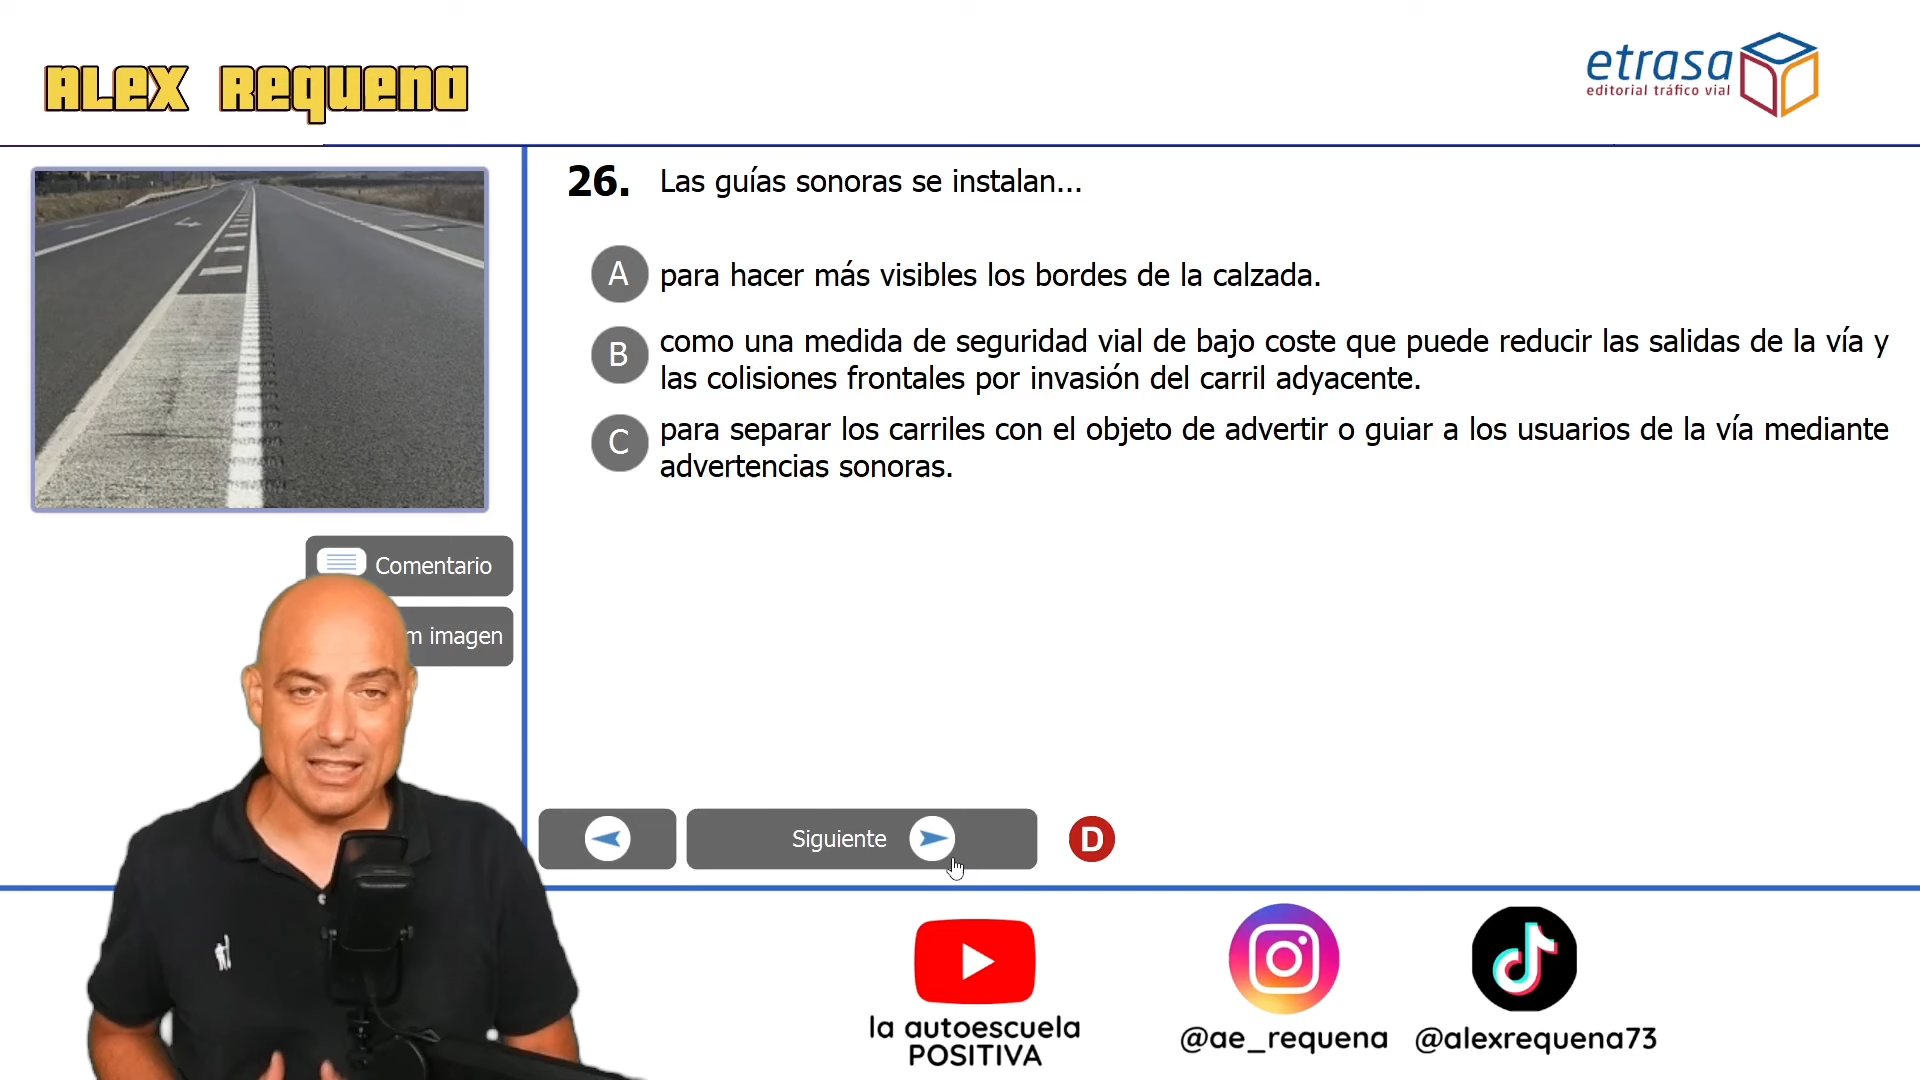 ALEX REQUENA
etrasa
editorial tráfico vial
26. Las guías sonoras se instalan...
A para hacer más visibles los bordes de la calzada.
B como una medida de seguridad vial de bajo coste que puede reducir las salidas de la vía y
las colisiones frontales por invasión del carril adyacente.
C para separar los carriles con el objeto de advertir o guiar a los usuarios de la vía mediante
advertencias sonoras.
Comentario
m imagen
Siguiente
D
la autoescuela
POSITIVA
@ae_requena
@alexrequena73